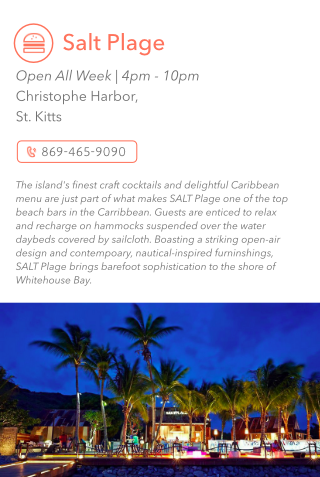 Salt Plage
Open All Week | 4pm - 10pm
Christophe Harbor,
St. Kitts
869-465-9090
The island's finest craft cocktails and delightful Caribbean
menu are just part of what makes SALT Plage one of the top
beach bars in the Carribbean. Guests are enticed to relax
and recharge on hammocks suspended over the water
daybeds covered by sailcloth. Boasting a striking open-air
design and contempoary, nautical-inspired furninshings,
SALT Plage brings barefoot sophistication to the shore of
Whitehouse Bay.